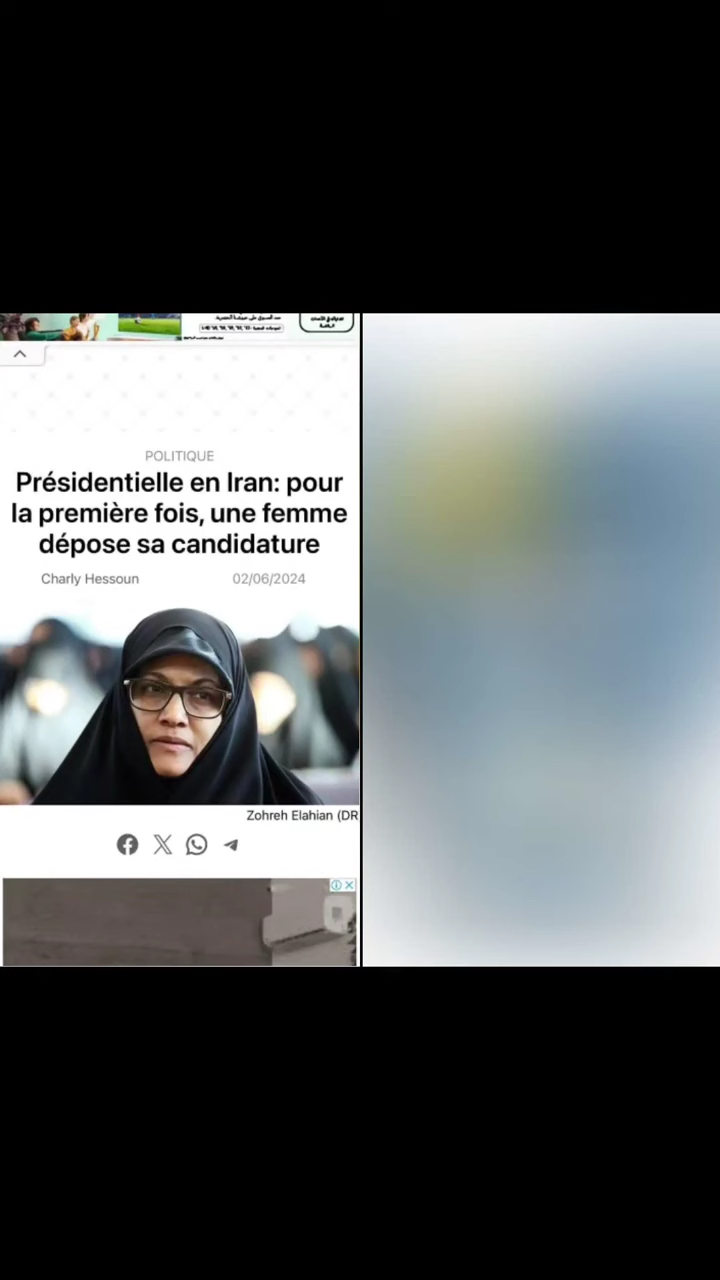 POLITIQUE
Présidentielle en Iran: pour
la première fois, une femme
dépose sa candidature
Charly Hessoun
02/06/2024
Zohreh Elahian (DR